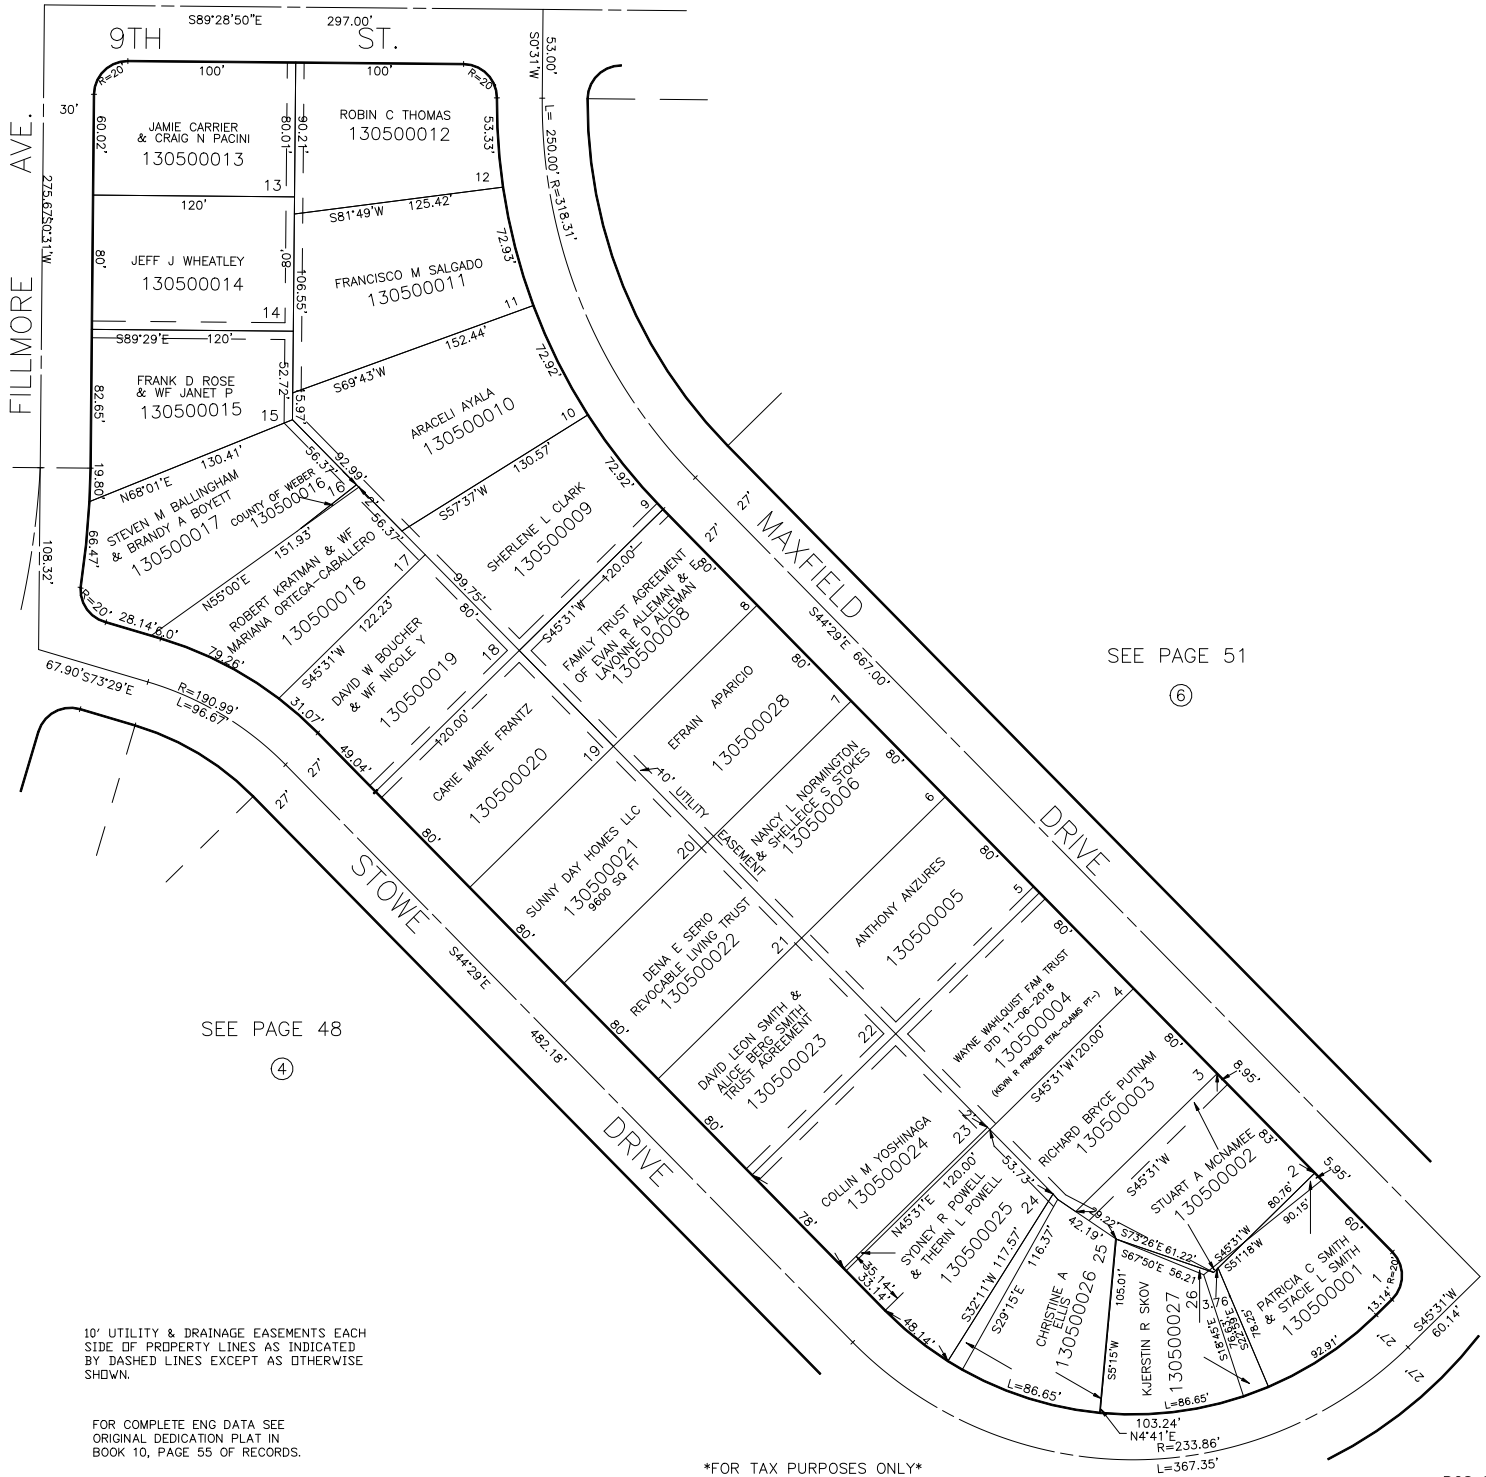 S89°28'50"E 297.00'
9TH ST.
S0°31'W 53.00'
R=20' 100' 100' R=20'
30'
FILLMORE AVE.
275.67' S0°31'W
60.02'
JAMIE CARRIER
& CRAIG N PACINI
130500013
80.01'
13
90.21'
ROBIN C THOMAS
130500012
53.33'
12
L= 250.00' R=318.31'
120'
S81°49'W 125.42'
80'
JEFF J WHEATLEY
130500014
80'
14
106.55'
FRANCISCO M SALGADO
130500011
72.93'
11
S89°29'E 120'
S69°43'W 152.44'
82.65'
FRANK D ROSE
& WF JANET P
130500015
52.72'
15
15.97'
ARACELI AYALA
130500010
72.92'
10
N68°01'E 130.41'
56.37'
92.99'
S57°37'W 130.57'
19.80'
66.47'
STEVEN M BALLINGHAM
& BRANDY A BOYETT
130500017
COUNTY OF WEBER
130500016
16
2'
56.37'
SHERLENE L CLARK
130500009
72.92'
9
108.32'
N55°00'E 151.93'
ROBERT KRATMAN & WF
MARIANA ORTEGA-CABALLERO
130500018
17
99.75'
R=20'
28.14'
6.0'
79.26'
S45°31'W 122.23'
DAVID W BOUCHER
& WF NICOLE Y
130500019
80'
18
S45°31'W 120.00'
FAMILY TRUST AGREEMENT
OF EVAN R ALLEMAN & E
LAVONNE D ALLEMAN
130500008
80'
8
27'
27'
MAXFIELD DRIVE
S44°29'E 667.00'
67.90' S73°29'E
R=190.99'
L=96.67'
31.07'
49.04'
27'
27'
120.00'
CARIE MARIE FRANTZ
130500020
80'
19
EFRAIN APARICIO
130500028
80'
7
SEE PAGE 51
6
10' UTILITY EASEMENT
SUNNY DAY HOMES LLC
130500021
9600 SQ FT
80'
20
NANCY L NORMINGTON
& SHELLEICE S STOKES
130500006
80'
6
STOWE DRIVE
S44°29'E 482.18'
DENA E SERIO
REVOCABLE LIVING TRUST
130500022
80'
21
ANTHONY ANZURES
130500005
80'
5
SEE PAGE 48
4
DAVID LEON SMITH &
ALICE BERG SMITH
TRUST AGREEMENT
130500023
80'
22
WAYNE WAHLQUIST FAM TRUST
DTD 11-06-2018
130500004
(KEVIN R FRAZIER ETAL-CLAIMS PT-)
80'
4
S45°31'W 120.00'
COLLIN M YOSHINAGA
130500024
78'
23
2'
RICHARD BRYCE PUTNAM
130500003
80'
3
8.95'
N45°31'E 120.00'
SYDNEY R POWELL
& THERIN L POWELL
130500025
24
53.73'
S45°31'W
STUART A MCNAMEE
130500002
83'
2
5.95'
35.14'
33.14'
48.14'
S32°11'W 117.57'
S29°15'E 116.37'
29.22'
42.19'
S73°26'E 61.22'
S67°50'E 56.21
S45°31'W 80.76'
S51°18'W 90.15'
60'
CHRISTINE A
ELLIS
130500026
25
105.01'
S5°15'W
KJERSTIN R SKOV
130500027
26
3.76
S18°45'E 76.63'
S22°59'E 78.25'
PATRICIA C SMITH
& STACIE L SMITH
130500001
1
R=20'
13.14'
S45°31'W
60.14'
27'
27'
L=86.65'
L=86.65'
92.91'
103.24'
N4°41'E
R=233.86'
L=367.35'
10' UTILITY & DRAINAGE EASEMENTS EACH
SIDE OF PROPERTY LINES AS INDICATED
BY DASHED LINES EXCEPT AS OTHERWISE
SHOWN.
FOR COMPLETE ENG DATA SEE
ORIGINAL DEDICATION PLAT IN
BOOK 10, PAGE 55 OF RECORDS.
*FOR TAX PURPOSES ONLY*